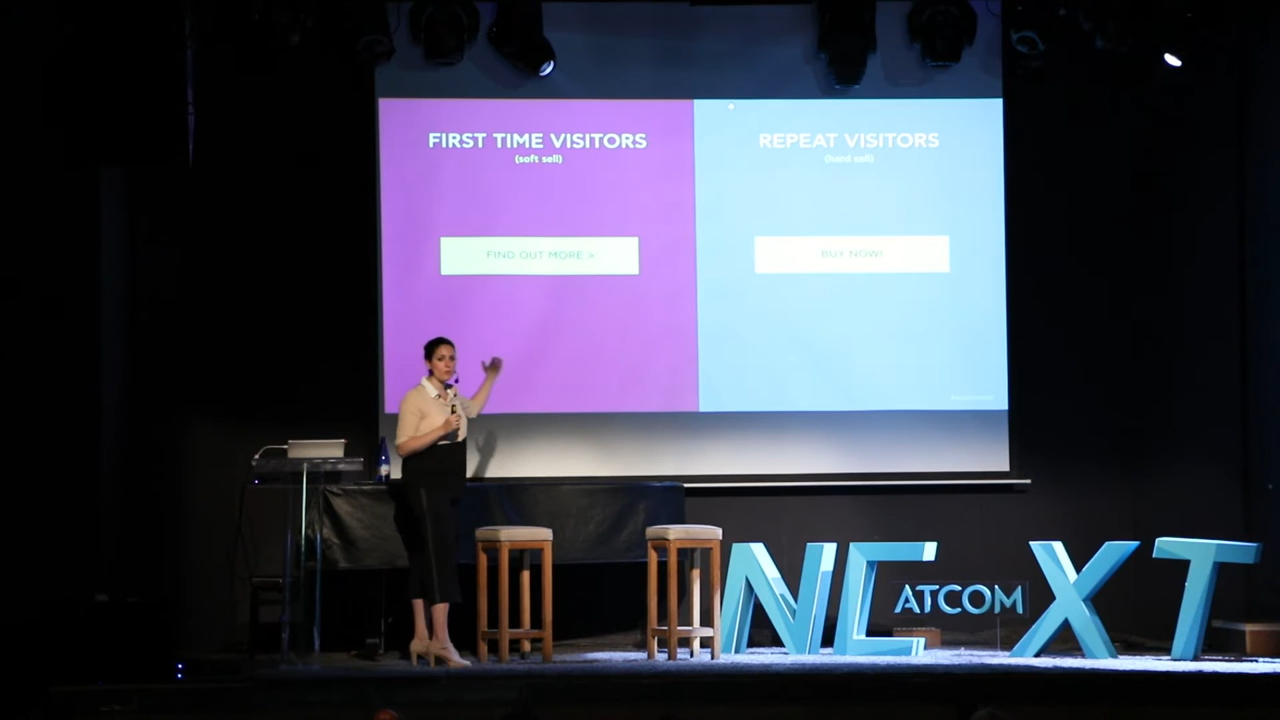 FIRST TIME VISITORS
(soft sell)
FIND OUT MORE >
REPEAT VISITORS
(hard sell)
BUY NOW!
NEXT
ATCOM